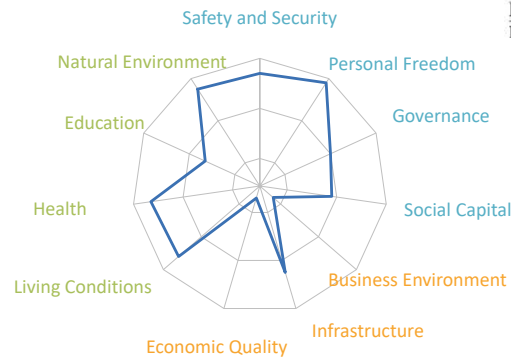 Safety and Security
Natural Environment
Personal Freedom
Education
Governance
Health
Social Capital
Living Conditions
Business Environment
Economic Quality
Infrastructure